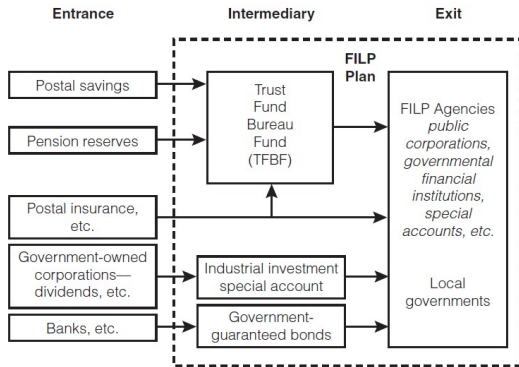 Entrance
Intermediary
Exit
FILP
Plan
Postal savings
Pension reserves
Postal insurance,
etc.
Government-owned
corporations—
dividends, etc.
Banks, etc.
Trust
Fund
Bureau
Fund
(TFBF)
Industrial investment
special account
Government-
guaranteed bonds
FILP Agencies
public
corporations,
governmental
financial
institutions,
special
accounts, etc.
Local
governments